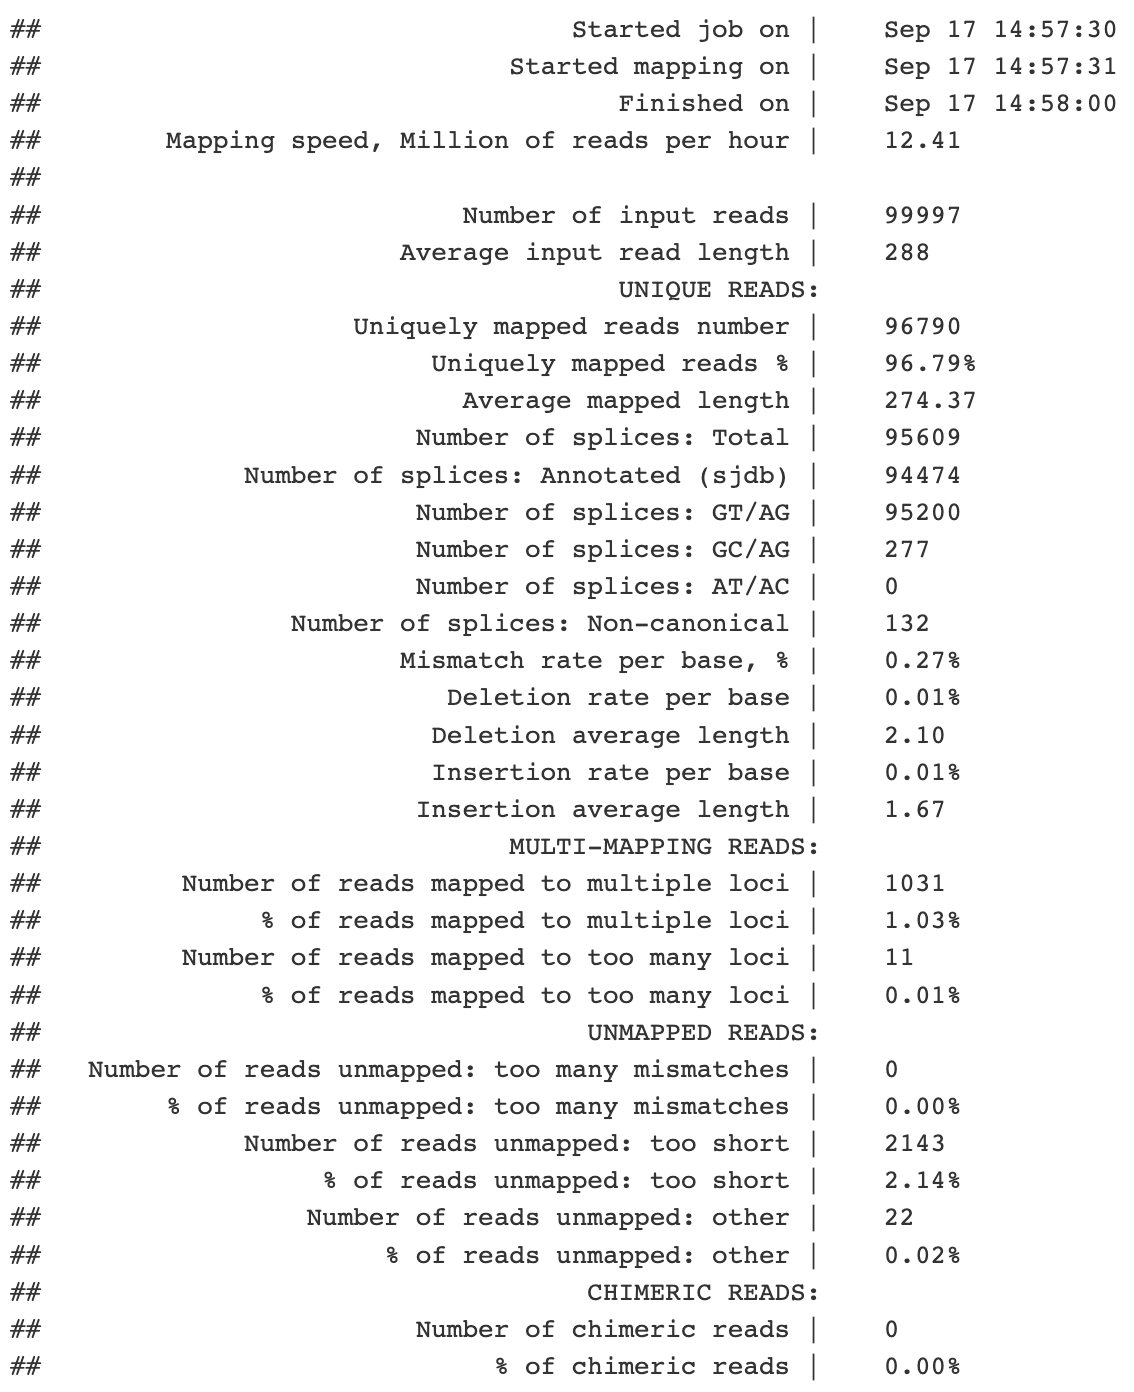 ##                                  Started job on |	Sep 17 14:57:30
##                              Started mapping on |	Sep 17 14:57:31
##                                     Finished on |	Sep 17 14:58:00
##        Mapping speed, Million of reads per hour |	12.41
##
##                           Number of input reads |	99997
##                       Average input read length |	288
##                                     UNIQUE READS:
##                    Uniquely mapped reads number |	96790
##                         Uniquely mapped reads % |	96.79%
##                           Average mapped length |	274.37
##                        Number of splices: Total |	95609
##             Number of splices: Annotated (sjdb) |	94474
##                        Number of splices: GT/AG |	95200
##                        Number of splices: GC/AG |	277
##                        Number of splices: AT/AC |	0
##                Number of splices: Non-canonical |	132
##                       Mismatch rate per base, % |	0.27%
##                          Deletion rate per base |	0.01%
##                         Deletion average length |	2.10
##                         Insertion rate per base |	0.01%
##                        Insertion average length |	1.67
##                              MULTI-MAPPING READS:
##         Number of reads mapped to multiple loci |	1031
##              % of reads mapped to multiple loci |	1.03%
##         Number of reads mapped to too many loci |	11
##              % of reads mapped to too many loci |	0.01%
##                                   UNMAPPED READS:
##   Number of reads unmapped: too many mismatches |	0
##        % of reads unmapped: too many mismatches |	0.00%
##             Number of reads unmapped: too short |	2143
##                  % of reads unmapped: too short |	2.14%
##                 Number of reads unmapped: other |	22
##                      % of reads unmapped: other |	0.02%
##                                   CHIMERIC READS:
##                        Number of chimeric reads |	0
##                             % of chimeric reads |	0.00%